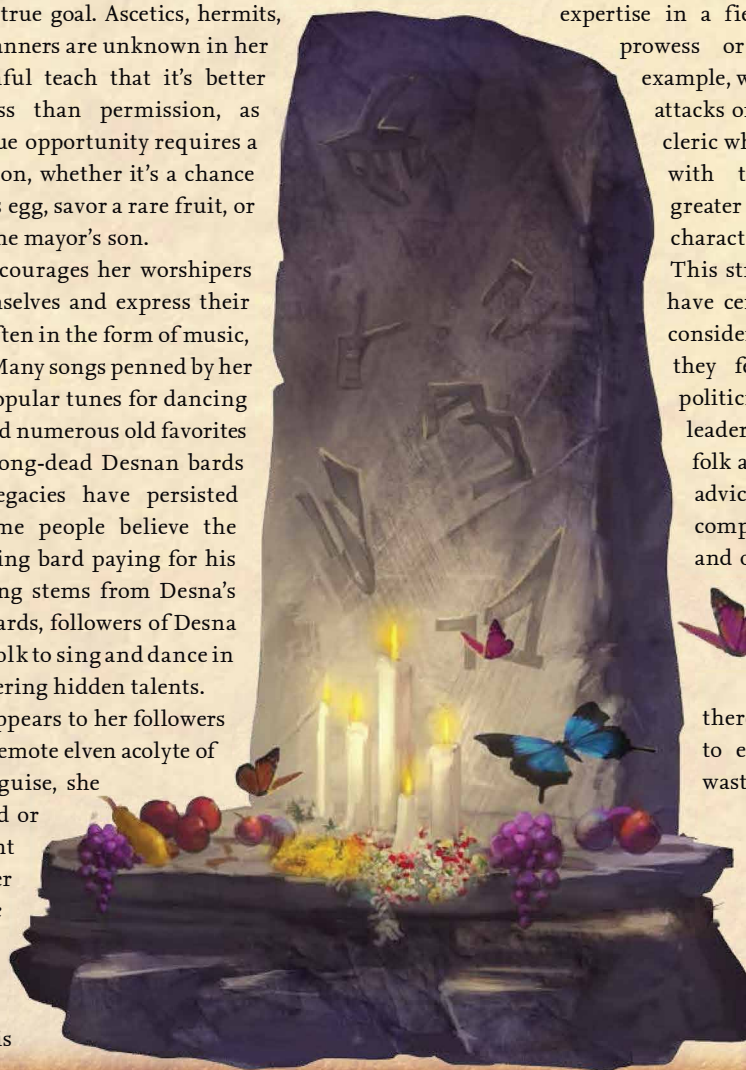 true goal. Ascetics, hermits,
anners are unknown in her
ful teach that it's better
ss than permission, as
ue opportunity requires a
on, whether it's a chance
s egg, savor a rare fruit, or
he mayor's son.
courages her worshipers
selves and express their
ften in the form of music,
Many songs penned by her
opular tunes for dancing
d numerous old favorites
ong-dead Desnan bards
egacies have persisted
me people believe the
ing bard paying for his
ng stems from Desna's
ards, followers of Desna
olk to sing and dance in
ering hidden talents.
ppears to her followers
emote elven acolyte of
guise, she
d or
nt
er
is
expertise in a fie
prowess or
example, w
attacks o
cleric wh
with t
greater
charact
This str
have cer
consider
they fe
politici
leader
folk a
advic
comp
and o
ther
to e
wast